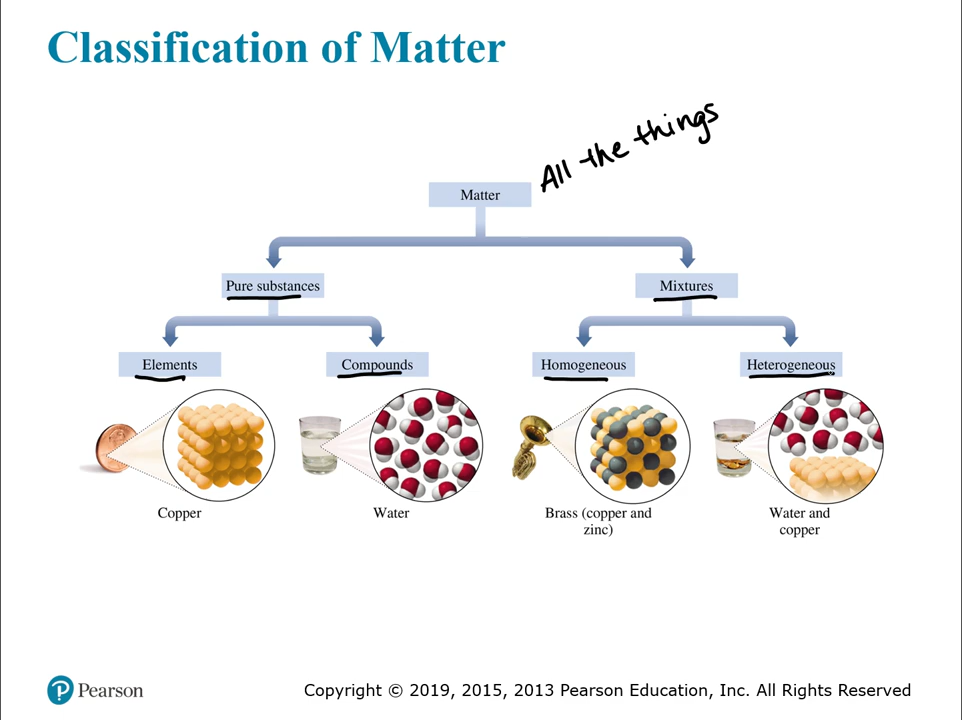 Classification of Matter
All the things
Matter
Pure substances
Mixtures
Elements
Compounds
Homogeneous
Heterogeneous
Copper
Water
Brass (copper and
zinc)
Water and
copper
Pearson
Copyright © 2019, 2015, 2013 Pearson Education, Inc. All Rights Reserved